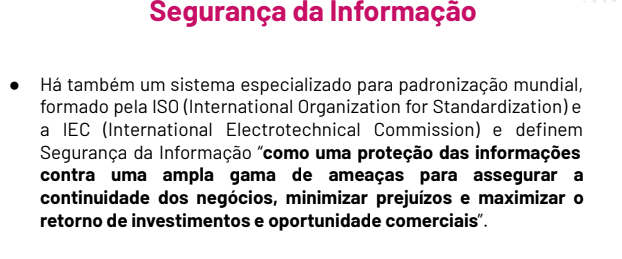 Segurança da Informação
● Há também um sistema especializado para padronização mundial,
formado pela ISO (International Organization for Standardization) e
a IEC (International Electrotechnical Commission) e definem
Segurança da Informação “como uma proteção das informações
contra uma ampla gama de ameaças para assegurar a
continuidade dos negócios, minimizar prejuízos e maximizar o
retorno de investimentos e oportunidade comerciais”.